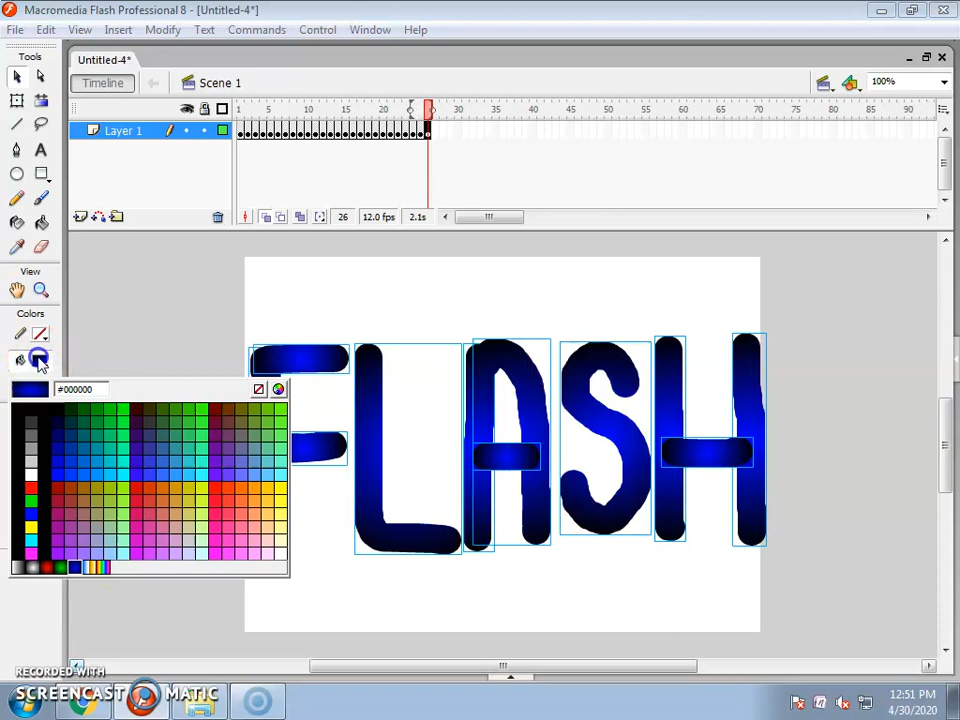 Macromedia Flash Professional 8 - [Untitled-4*]
File Edit View Insert Modify Text Commands Control Window Help
Tools
Untitled-4*
Timeline Scene 1 100%
1 5 10 15 20 30 35 40 45 50 55 60 65 70 75 80 85 90
Layer 1
26 12.0 fps 2.1s
View
Colors
#000000
FLASH
RECORDED WITH
SCREENCAST MATIC
12:51 PM
4/30/2020